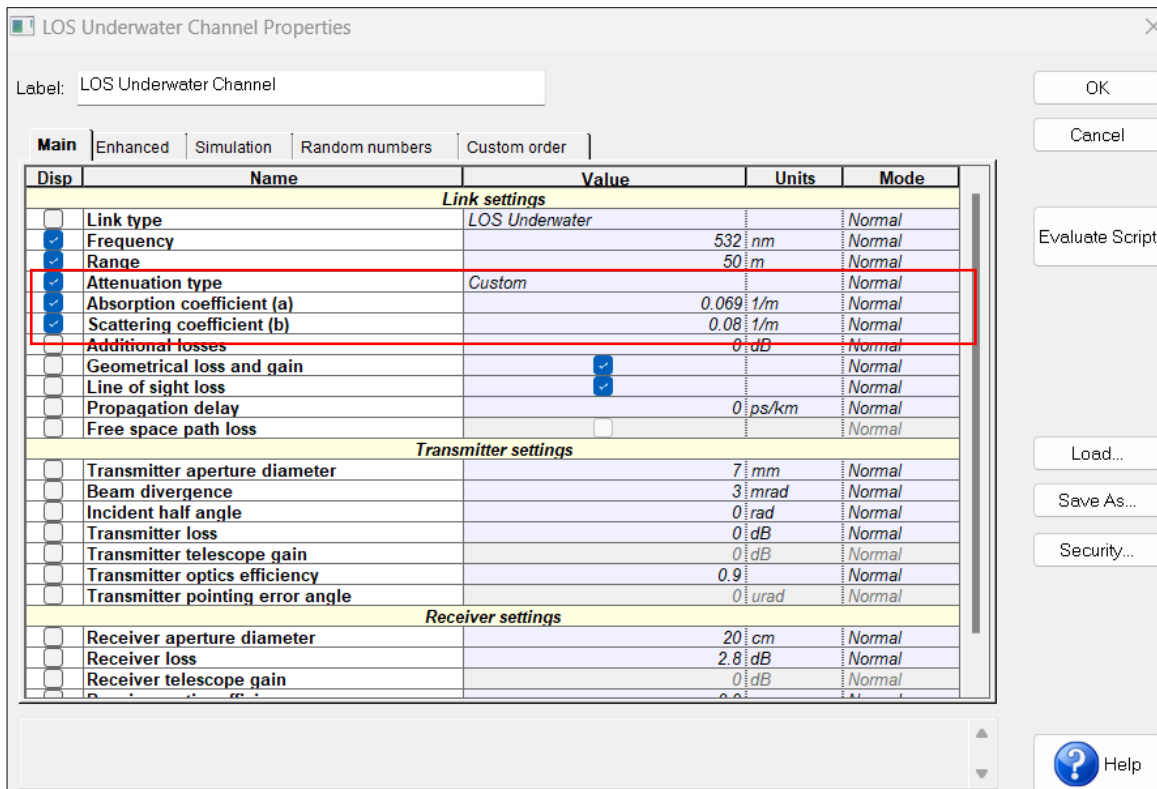 LOS Underwater Channel Properties
Label: LOS Underwater Channel
OK
Cancel
Main Enhanced Simulation Random numbers Custom order
Disp Name Value Units Mode
Link settings
Link type LOS Underwater Normal
Frequency 532 nm Normal
Range 50 m Normal
Evaluate Script
Attenuation type Custom Normal
Absorption coefficient (a) 0.069 1/m Normal
Scattering coefficient (b) 0.08 1/m Normal
Additional losses 0 dB Normal
Geometrical loss and gain Normal
Line of sight loss Normal
Propagation delay 0 ps/km Normal
Free space path loss Normal
Transmitter settings
Load...
Transmitter aperture diameter 7 mm Normal
Beam divergence 3 mrad Normal
Save As...
Incident half angle 0 rad Normal
Transmitter loss 0 dB Normal
Security...
Transmitter telescope gain 0 dB Normal
Transmitter optics efficiency 0.9 Normal
Transmitter pointing error angle 0 urad Normal
Receiver settings
Receiver aperture diameter 20 cm Normal
Receiver loss 2.8 dB Normal
Receiver telescope gain 0 dB Normal
Help